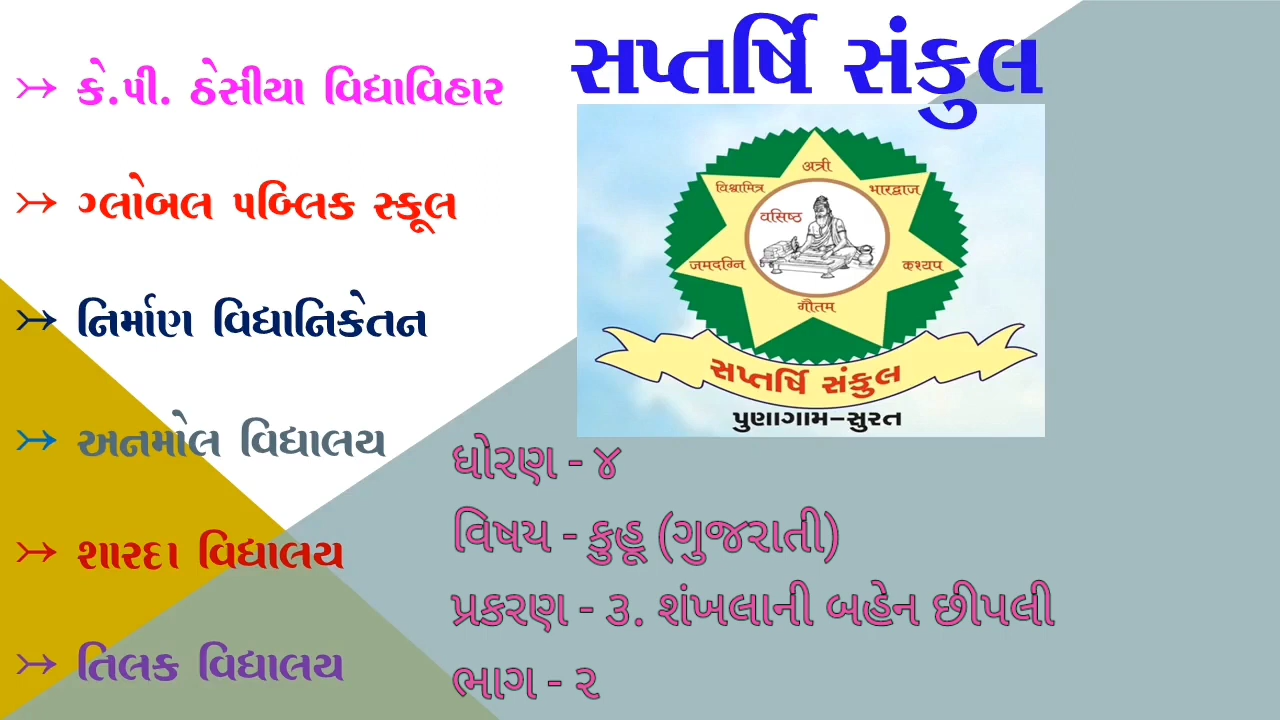 સપ્તર્ષિ સંકુલ
કે.પી. ઠેસીયા વિદ્યાવિહાર
ગ્લોબલ પબ્લિક સ્કૂલ
નિર્માણ વિદ્યાનિકેતન
અનમોલ વિદ્યાલય
શારદા વિદ્યાલય
તિલક વિદ્યાલય
अत्री
विश्वामित्र
भारद्वाज
वसिष्ठ
जमदग्नि
कश्यप
गौतम
સપ્તર્ષિ સંકુલ
પુણાગામ-સુરત
ધોરણ - ૪
વિષય - કુહૂ (ગુજરાતી)
પ્રકરણ - ૩. શંખલાની બહેન છીપલી
ભાગ - ૨